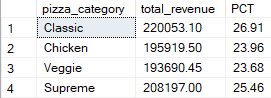 pizza_category total_revenue PCT
1 Classic 220053.10 26.91
2 Chicken 195919.50 23.96
3 Veggie 193690.45 23.68
4 Supreme 208197.00 25.46